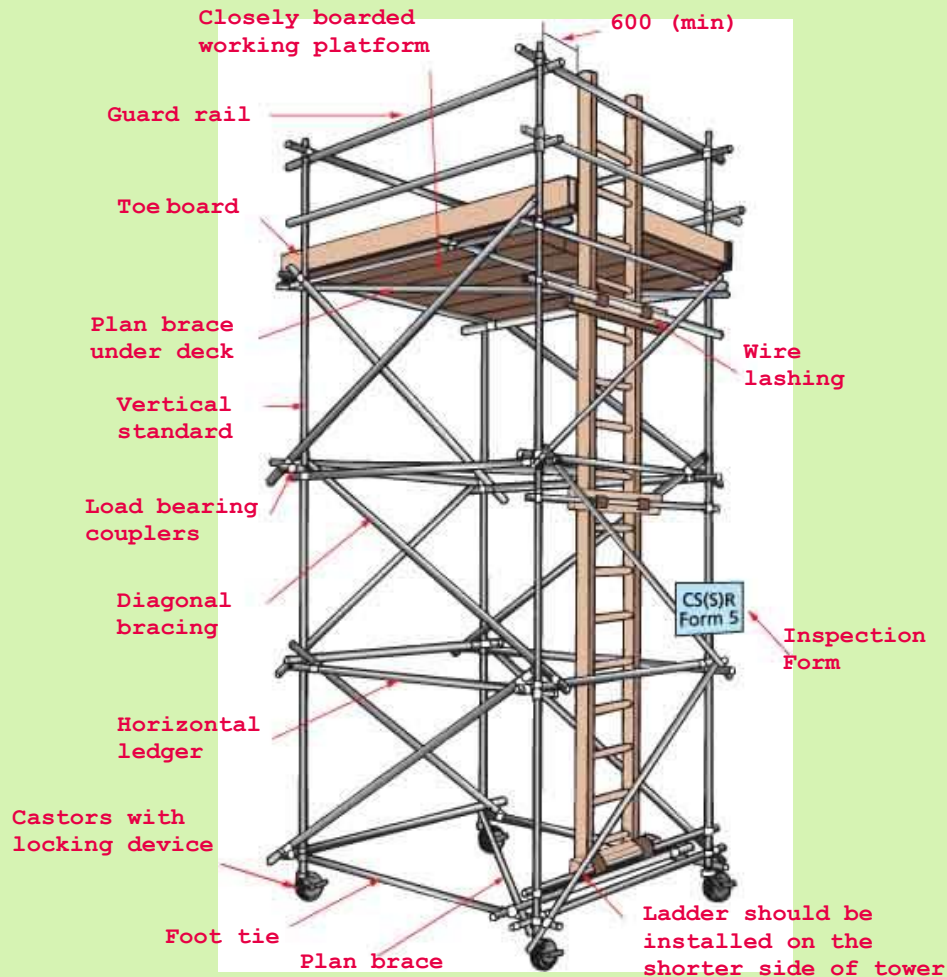 Closely boarded
working platform
600 (min)
Guard rail
Toe board
Plan brace
under deck
Wire
lashing
Vertical
standard
Load bearing
couplers
Diagonal
bracing
CS(S)R
Form 5
Inspection
Form
Horizontal
ledger
Castors with
locking device
Foot tie
Plan brace
Ladder should be
installed on the
shorter side of tower